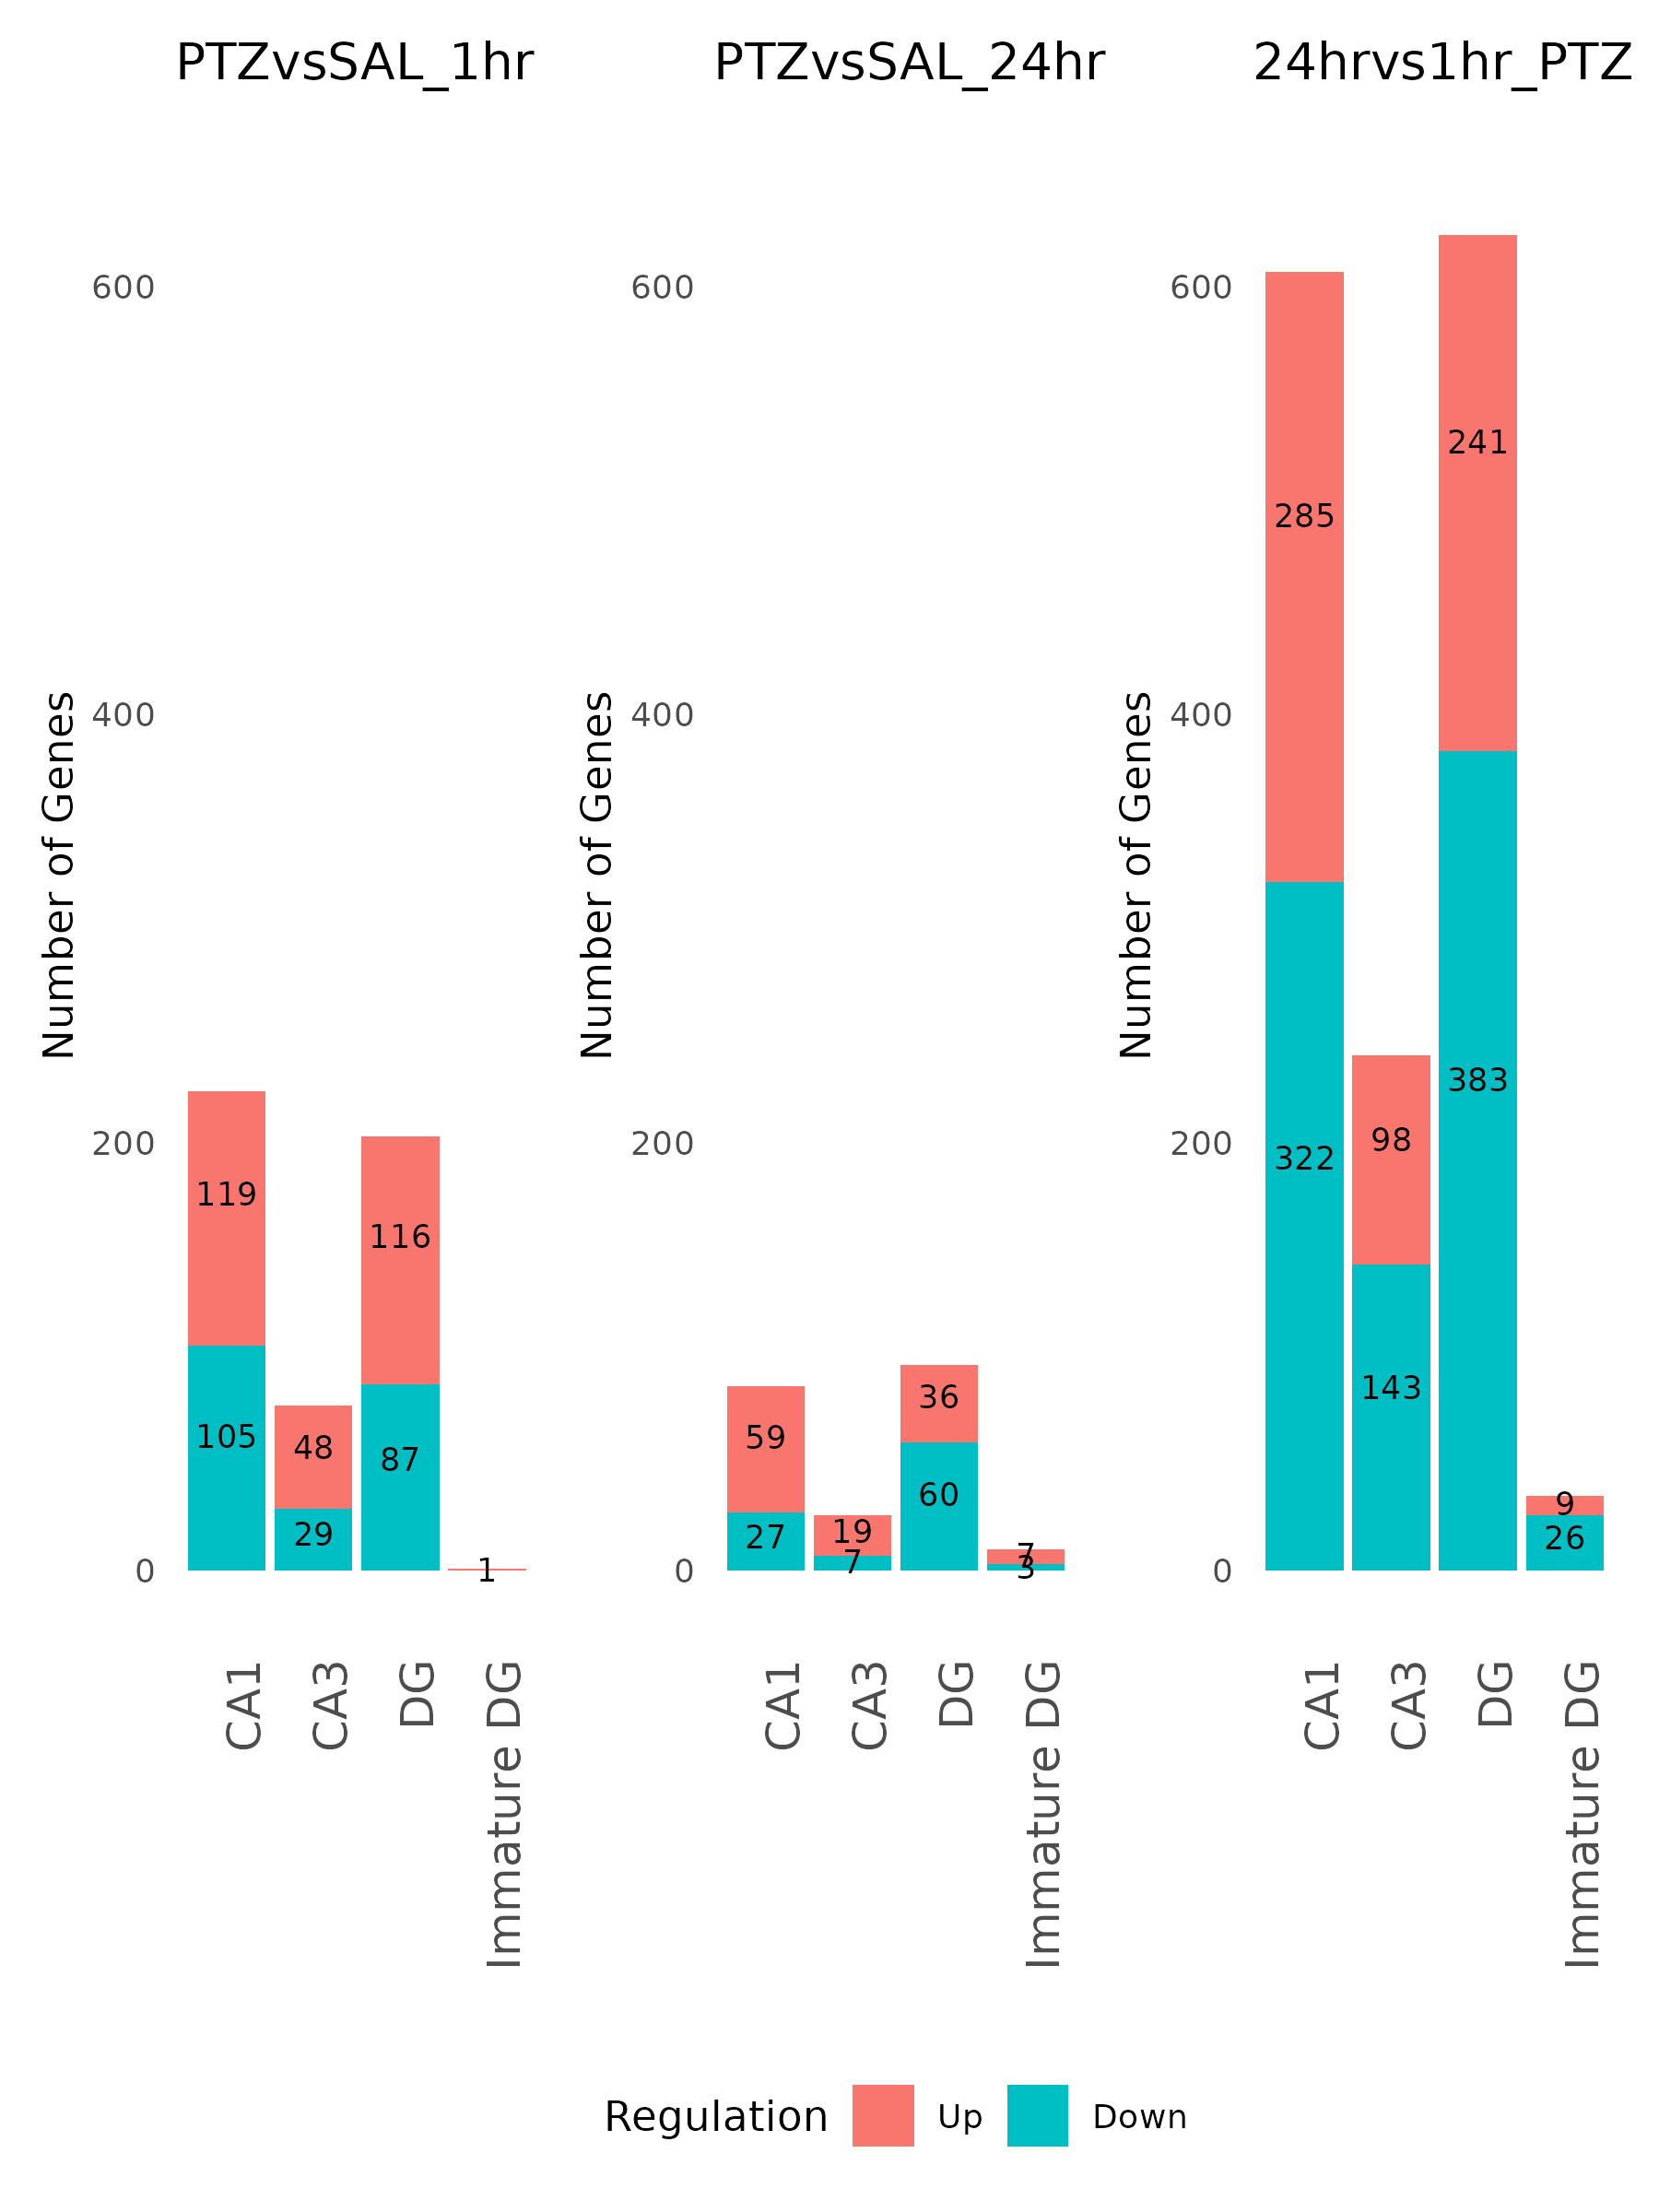 PTZvsSAL_1hr
PTZvsSAL_24hr
24hrvs1hr_PTZ
Number of Genes
600
400
200
0
119
105
48
29
116
87
1
CA1
CA3
DG
Immature DG
Number of Genes
600
400
200
0
59
27
19
7
36
60
7
3
CA1
CA3
DG
Immature DG
Number of Genes
600
400
200
0
285
322
98
143
241
383
9
26
CA1
CA3
DG
Immature DG
Regulation Up Down